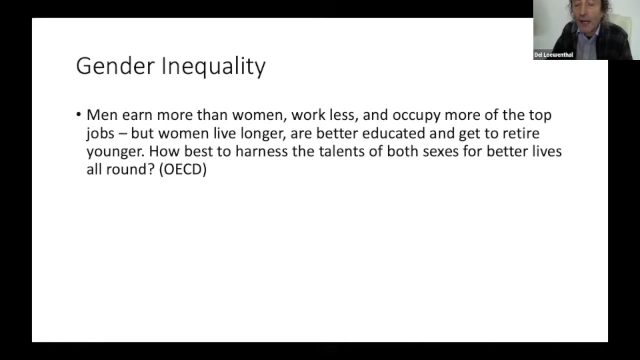 Gender Inequality
• Men earn more than women, work less, and occupy more of the top
jobs – but women live longer, are better educated and get to retire
younger. How best to harness the talents of both sexes for better lives
all round? (OECD)
Del Loewenthal